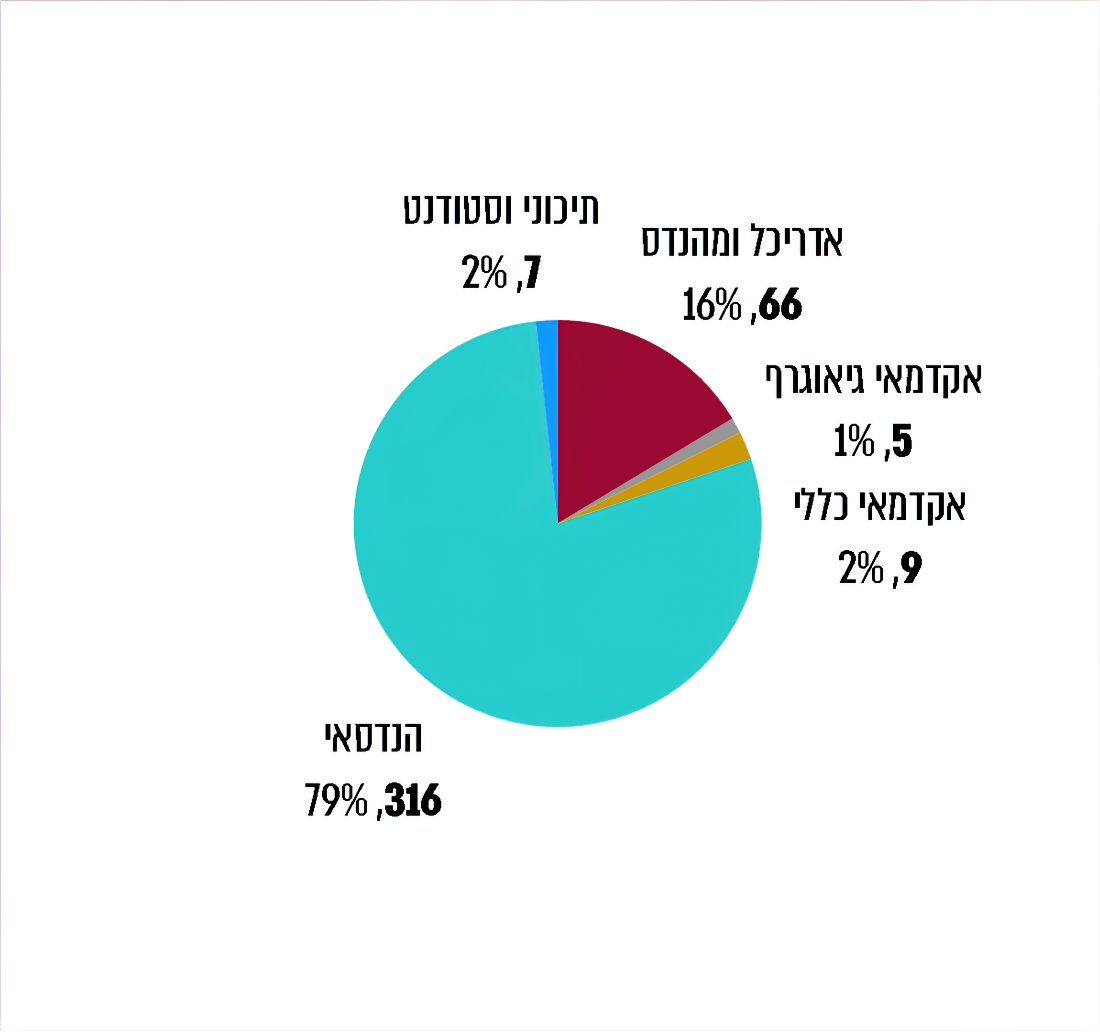 תיכוני וסטודנט
7, 2%
אדריכל ומהנדס
66, 16%
אקדמאי גיאוגרף
5, 1%
אקדמאי כללי
9, 2%
הנדסאי
316, 79%